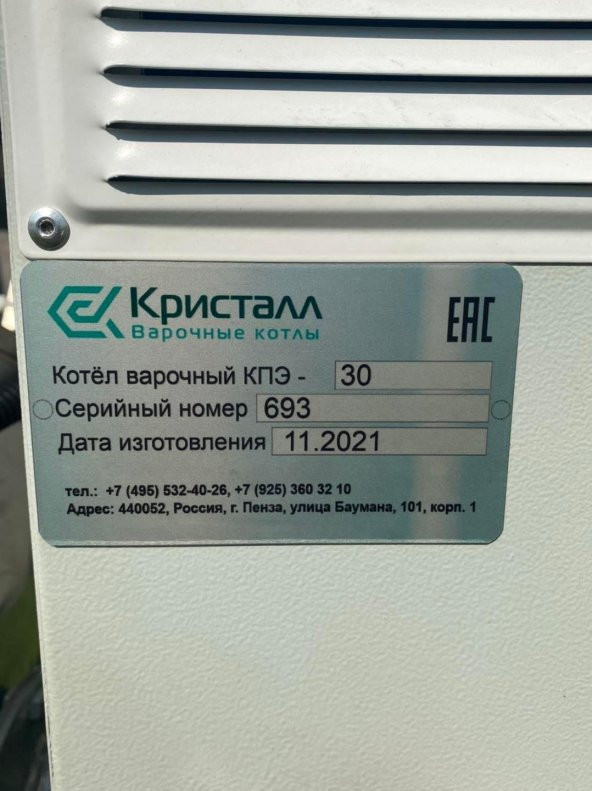 Кристалл
Варочные котлы
EAC
Котёл варочный КПЭ - 30
Серийный номер 693
Дата изготовления 11.2021
тел.: +7 (495) 532-40-26, +7 (925) 360 32 10
Адрес: 440052, Россия, г. Пенза, улица Баумана, 101, корп. 1